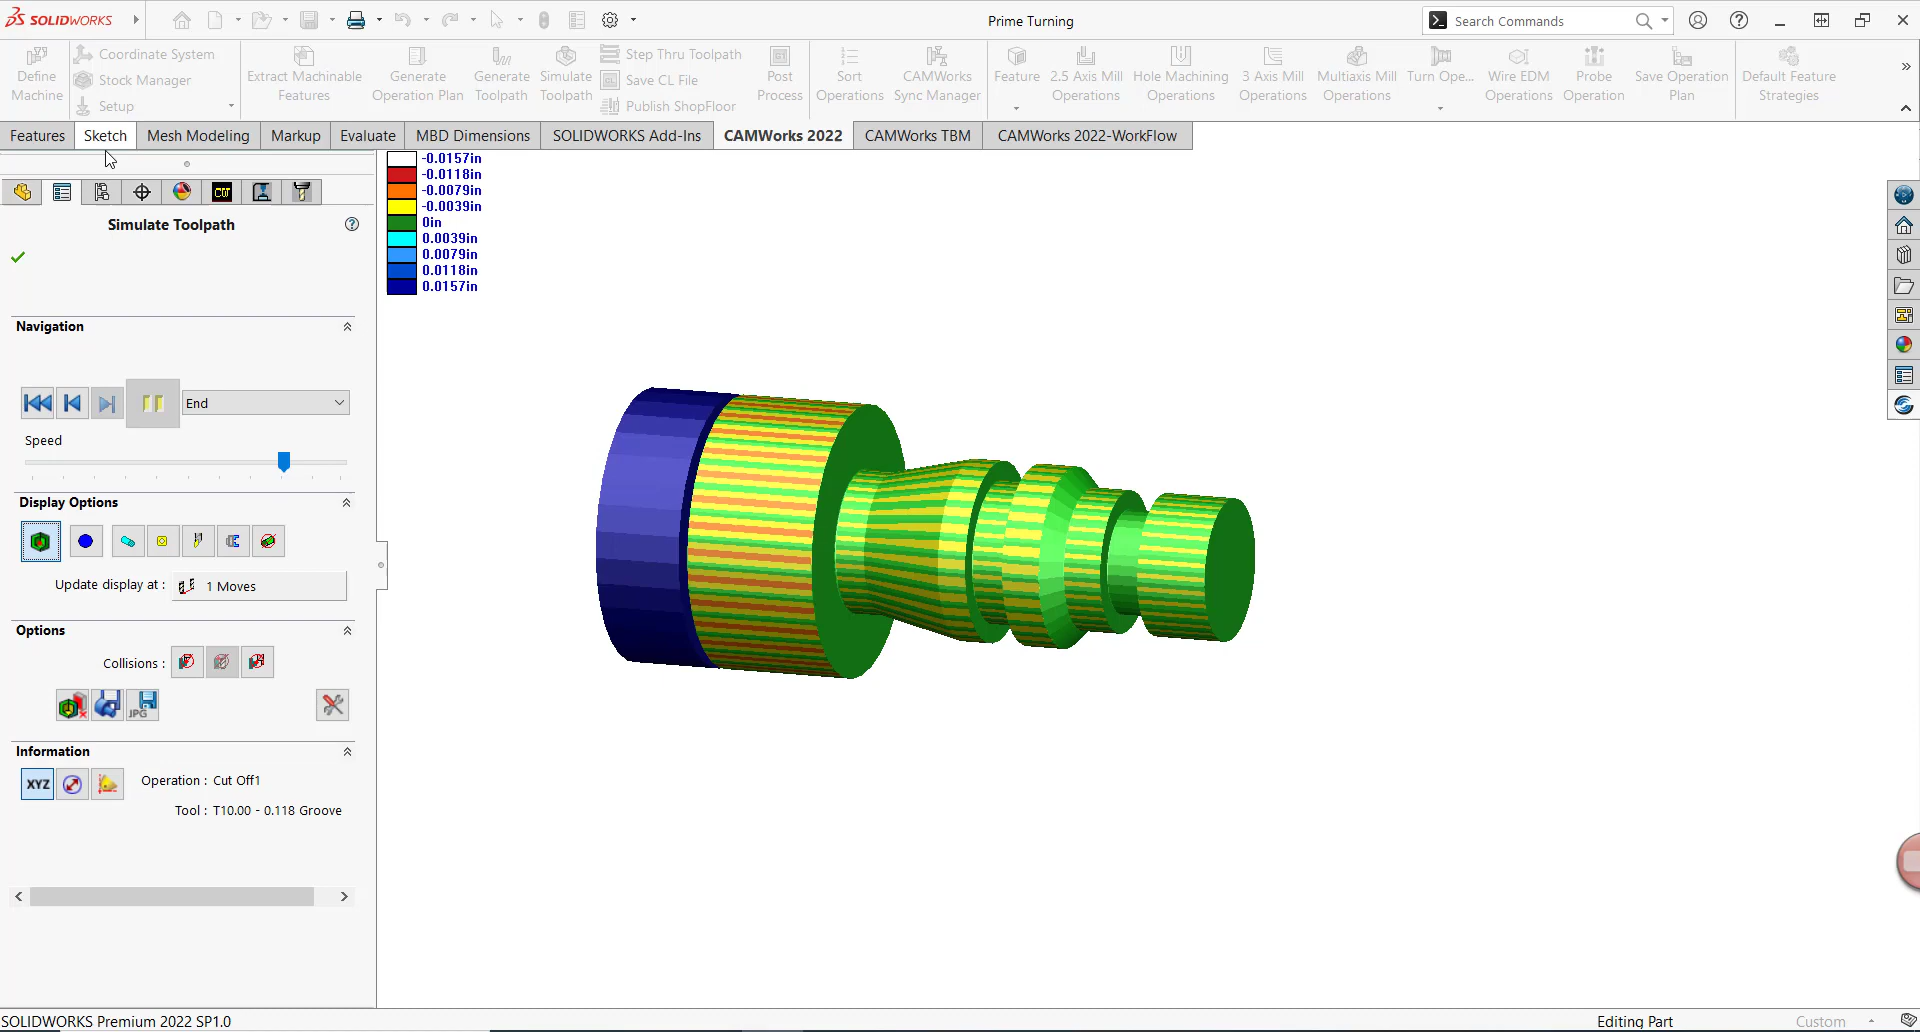 SOLIDWORKS
Prime Turning
Search Commands
Define Machine
Coordinate System
Stock Manager
Setup
Extract Machinable Features
Generate Operation Plan
Generate Toolpath
Simulate Toolpath
Step Thru Toolpath
Save CL File
Publish ShopFloor
Post Process
Sort Operations
CAMWorks Sync Manager
Feature
2.5 Axis Mill Operations
Hole Machining Operations
3 Axis Mill Operations
Multiaxis Mill Operations
Turn Ope...
Wire EDM Operations
Probe Operation
Save Operation Plan
Default Feature Strategies
Features
Sketch
Mesh Modeling
Markup
Evaluate
MBD Dimensions
SOLIDWORKS Add-Ins
CAMWorks 2022
CAMWorks TBM
CAMWorks 2022-WorkFlow
Simulate Toolpath
Navigation
End
Speed
Display Options
Update display at :
1 Moves
Options
Collisions :
JPG
Information
XYZ
Operation : Cut Off1
Tool : T10.00 - 0.118 Groove
-0.0157in
-0.0118in
-0.0079in
-0.0039in
0in
0.0039in
0.0079in
0.0118in
0.0157in
SOLIDWORKS Premium 2022 SP1.0
Editing Part
Custom